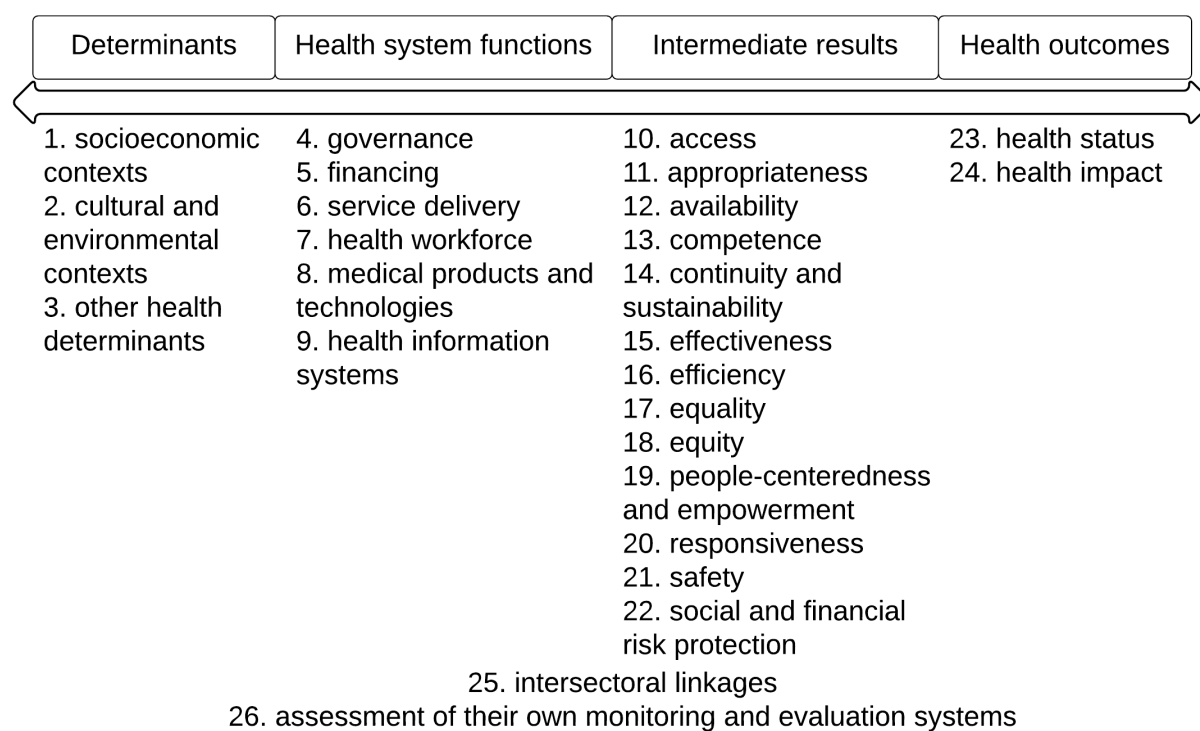 Determinants
Health system functions
Intermediate results
Health outcomes
1. socioeconomic
contexts
2. cultural and
environmental
contexts
3. other health
determinants
4. governance
5. financing
6. service delivery
7. health workforce
8. medical products and
technologies
9. health information
systems
10. access
11. appropriateness
12. availability
13. competence
14. continuity and
sustainability
15. effectiveness
16. efficiency
17. equality
18. equity
19. people-centeredness
and empowerment
20. responsiveness
21. safety
22. social and financial
risk protection
23. health status
24. health impact
25. intersectoral linkages
26. assessment of their own monitoring and evaluation systems